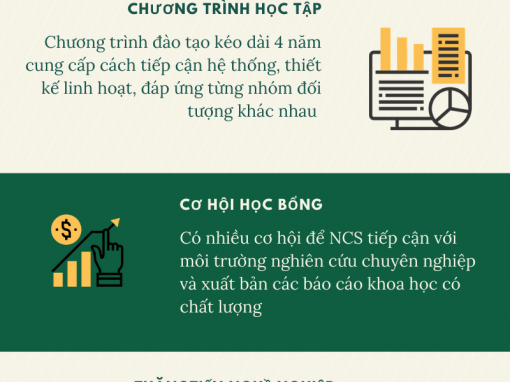 CHƯƠNG TRÌNH HỌC TẬP
Chương trình đào tạo kéo dài 4 năm
cung cấp cách tiếp cận hệ thống, thiết
kế linh hoạt, đáp ứng từng nhóm đối
tượng khác nhau
$
CƠ HỘI HỌC BỔNG
Có nhiều cơ hội để NCS tiếp cận với
môi trường nghiên cứu chuyên nghiệp
và xuất bản các báo cáo khoa học có
chất lượng